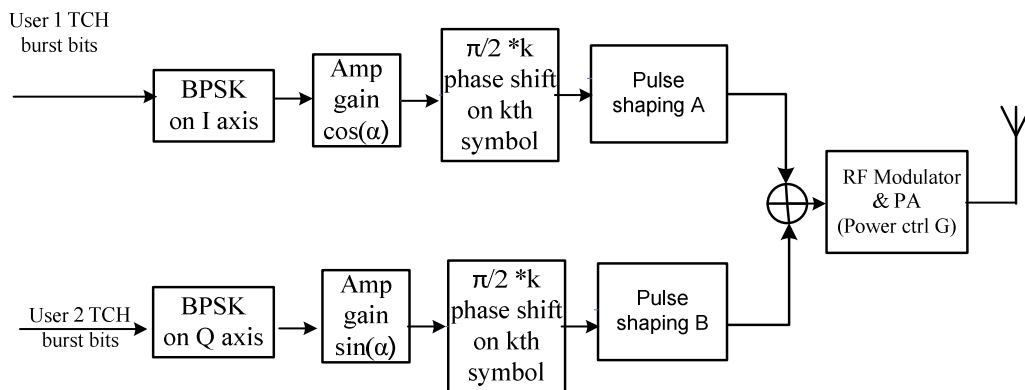 User 1 TCH
burst bits
BPSK
on I axis
Amp
gain
cos(α)
π/2 *k
phase shift
on kth
symbol
Pulse
shaping A
RF Modulator
& PA
(Power ctrl G)
User 2 TCH
burst bits
BPSK
on Q axis
Amp
gain
sin(α)
π/2 *k
phase shift
on kth
symbol
Pulse
shaping B